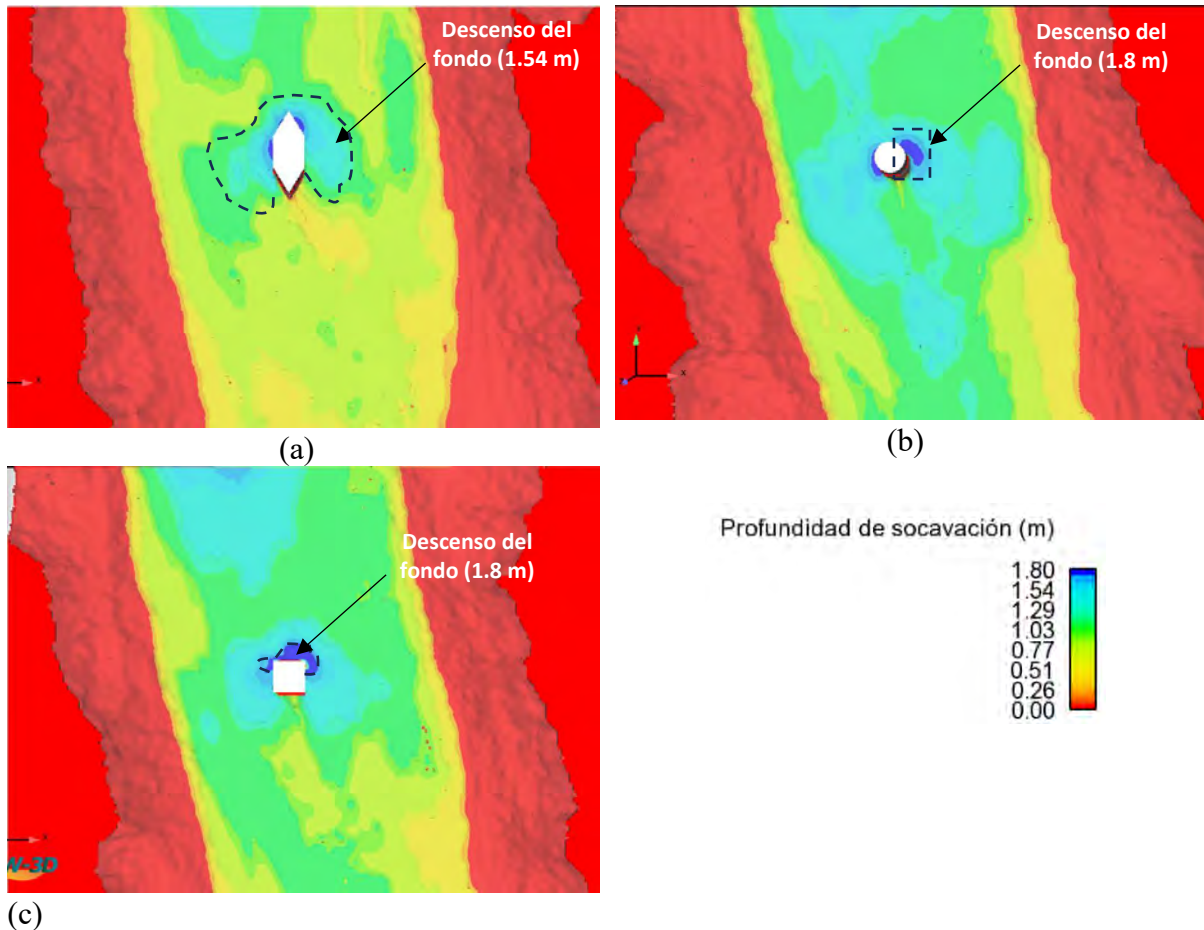 Descenso del
fondo (1.54 m)
x
(a)
Descenso del
fondo (1.8 m)
Y
x
(b)
Descenso del
fondo (1.8 m)
x
W-3D
(c)
Profundidad de socavación (m)
1.80
1.54
1.29
1.03
0.77
0.51
0.26
0.00